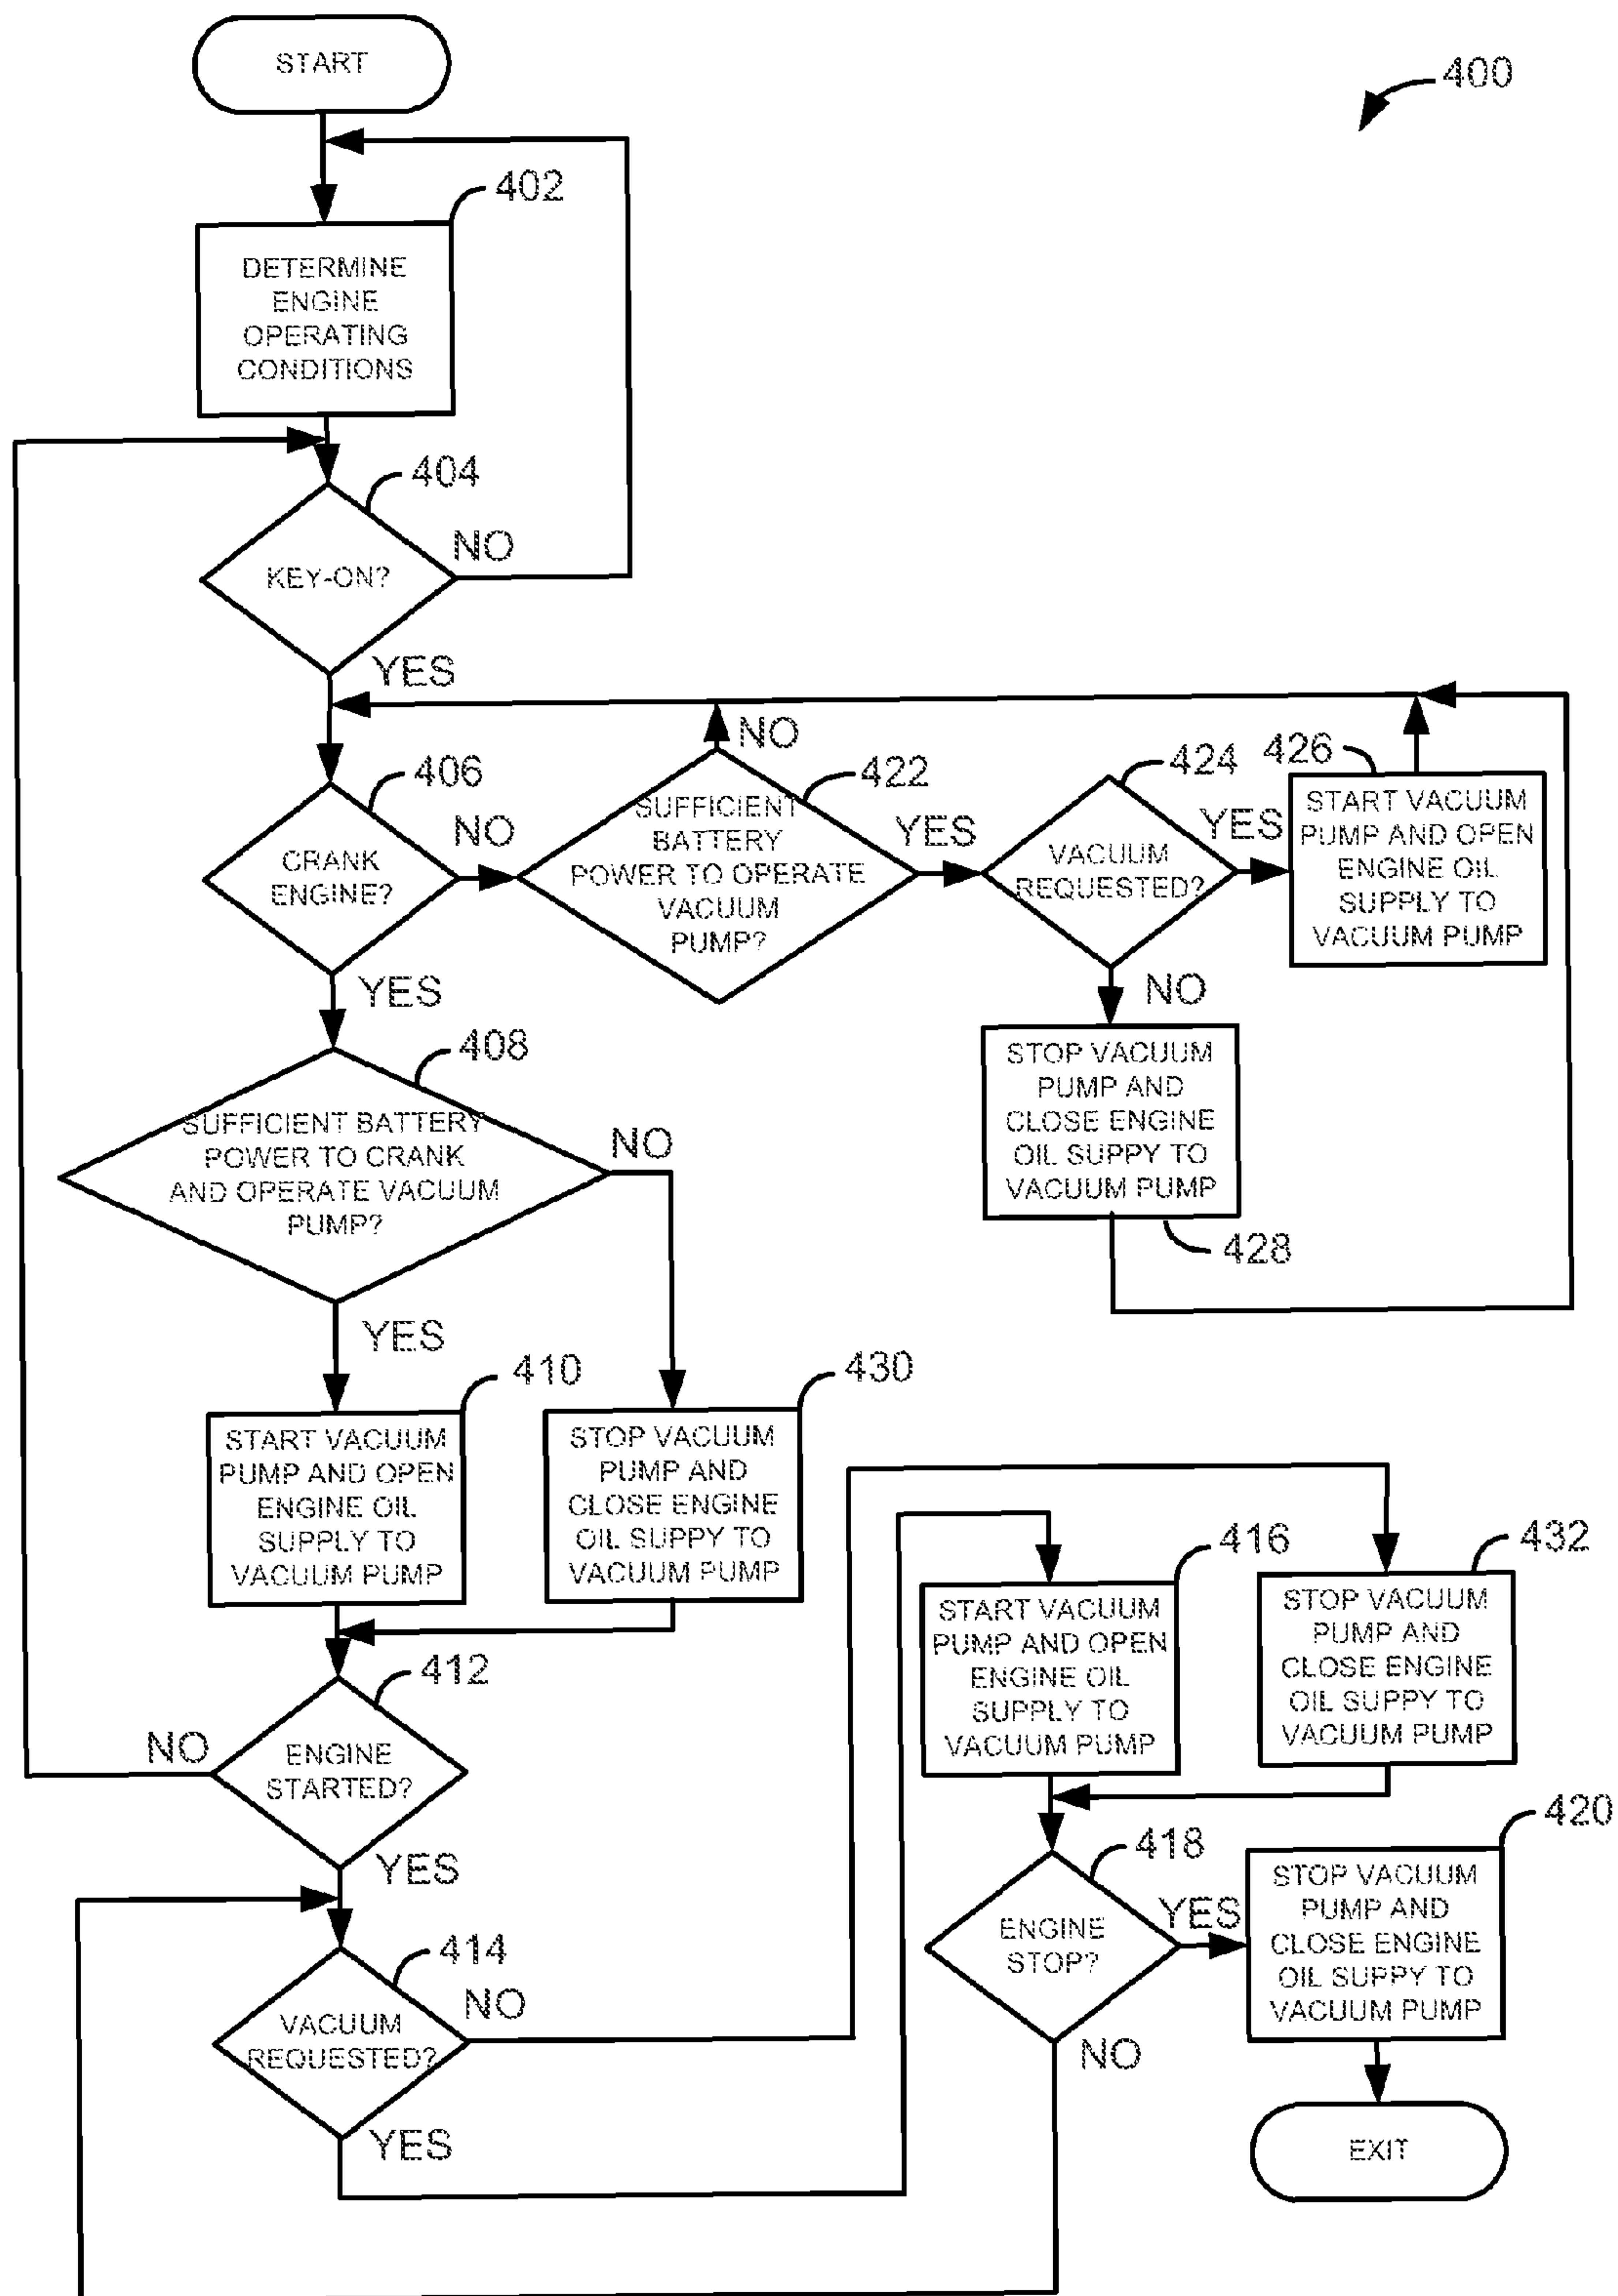 START
400
402
DETERMINE
ENGINE
OPERATING
CONDITIONS
404
KEY-ON?
NO
YES
406
CRANK
ENGINE?
NO
422
NO
SUFFICIENT
BATTERY
POWER TO OPERATE
VACUUM
PUMP?
YES
424
VACUUM
REQUESTED?
YES
426
START VACUUM
PUMP AND OPEN
ENGINE OIL
SUPPLY TO
VACUUM PUMP
NO
STOP VACUUM
PUMP AND
CLOSE ENGINE
OIL SUPPY TO
VACUUM PUMP
428
YES
408
SUFFICIENT BATTERY
POWER TO CRANK
AND OPERATE VACUUM
PUMP?
NO
YES
410
START VACUUM
PUMP AND OPEN
ENGINE OIL
SUPPLY TO
VACUUM PUMP
430
STOP VACUUM
PUMP AND
CLOSE ENGINE
OIL SUPPY TO
VACUUM PUMP
412
ENGINE
STARTED?
NO
YES
414
VACUUM
REQUESTED?
NO
YES
416
START VACUUM
PUMP AND OPEN
ENGINE OIL
SUPPLY TO
VACUUM PUMP
432
STOP VACUUM
PUMP AND
CLOSE ENGINE
OIL SUPPY TO
VACUUM PUMP
418
ENGINE
STOP?
YES
NO
420
STOP VACUUM
PUMP AND
CLOSE ENGINE
OIL SUPPY TO
VACUUM PUMP
EXIT